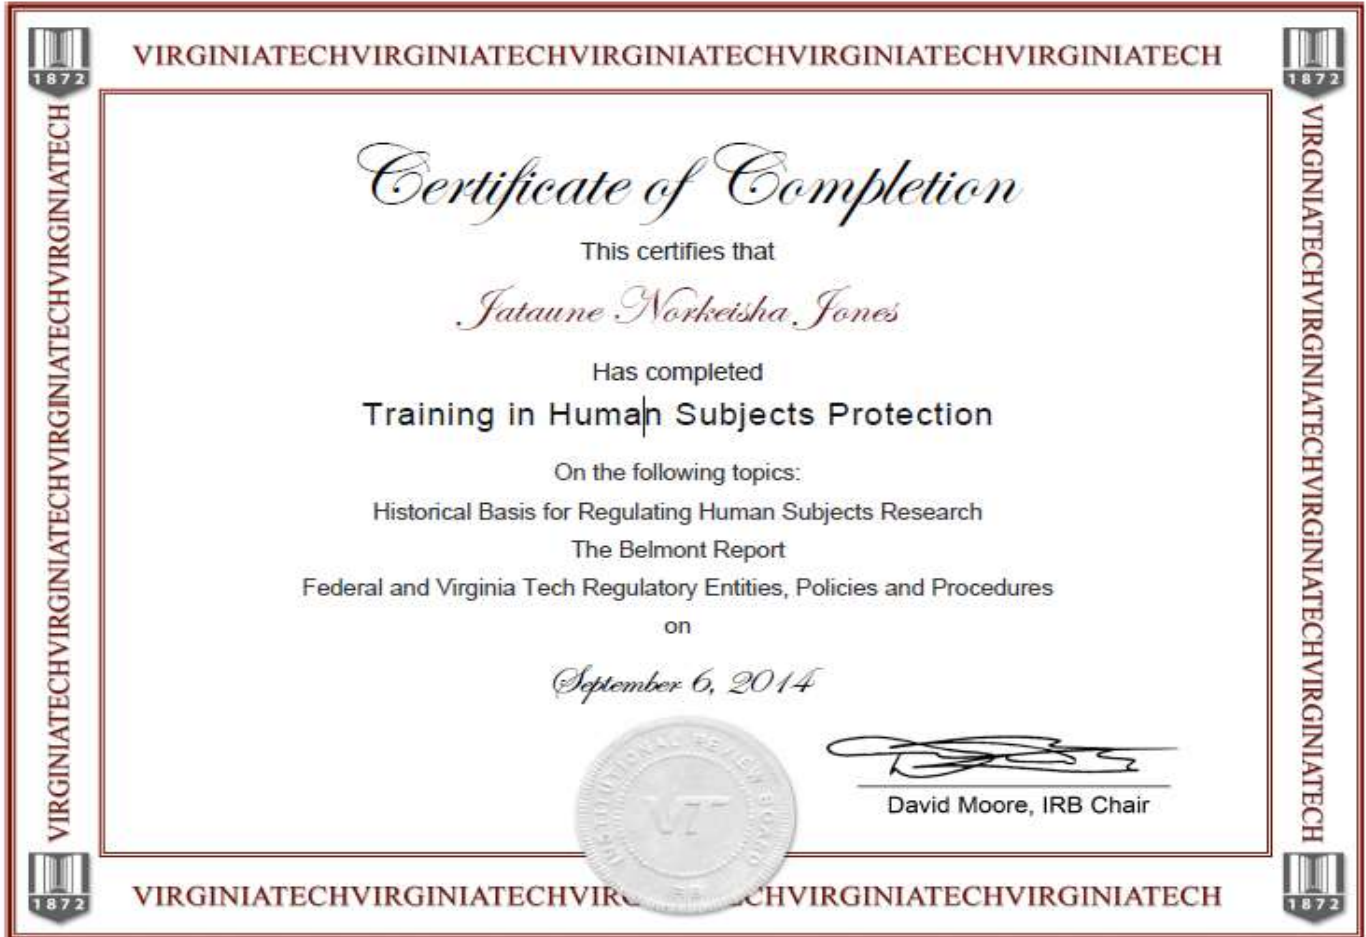 VIRGINIATECHVIRGINIATECHVIRGINIATECHVIRGINIATECHVIRGINIATECH
1872
1872
VIRGINIATECHVIRGINIATECHVIRGINIATECHVIRGINIATECH
VIRGINIATECHVIRGINIATECHVIRGINIATECHVIRGINIATECH
Certificate of Completion
This certifies that
Jataune Norkeisha Jones
Has completed
Training in Human Subjects Protection
On the following topics:
Historical Basis for Regulating Human Subjects Research
The Belmont Report
Federal and Virginia Tech Regulatory Entities, Policies and Procedures
on
September 6, 2014
INSTITUTIONAL REVIEW BOARD
VT
David Moore, IRB Chair
1872
VIRGINIATECHVIRGINIATECHVIR CHVIRGINIATECHVIRGINIATECH
1872